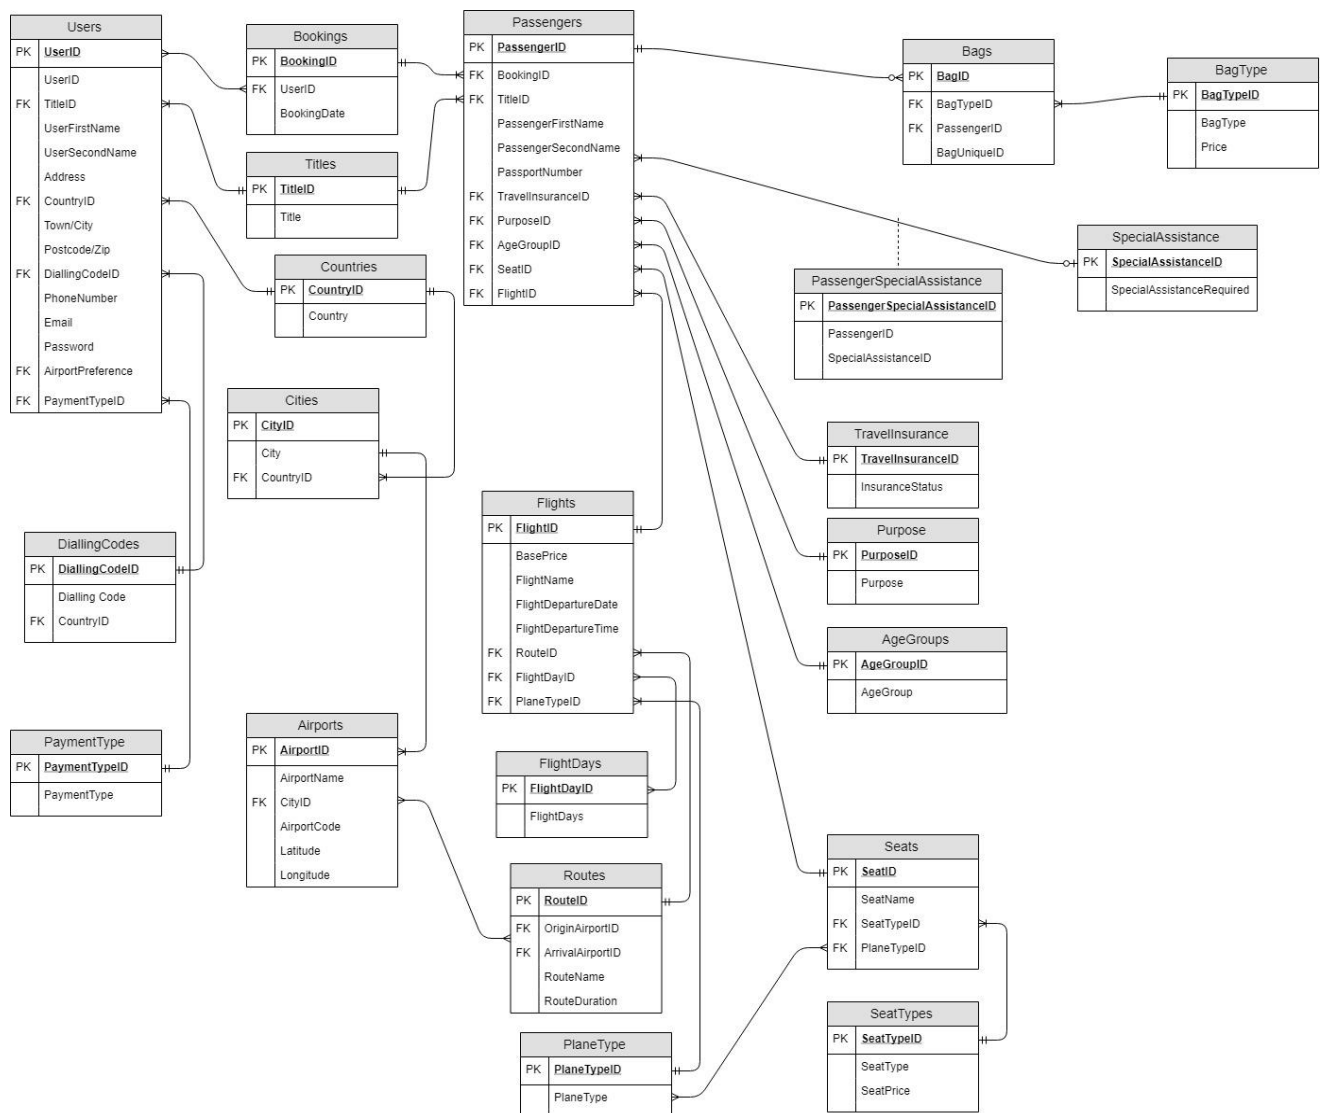 Users
PK UserID
UserID
FK TitleID
UserFirstName
UserSecondName
Address
FK CountryID
Town/City
Postcode/Zip
FK DiallingCodeID
PhoneNumber
Email
Password
FK AirportPreference
FK PaymentTypeID
Bookings
PK BookingID
FK UserID
BookingDate
Titles
PK TitleID
Title
Countries
PK CountryID
Country
Cities
PK CityID
City
FK CountryID
DiallingCodes
PK DiallingCodeID
Dialling Code
FK CountryID
PaymentType
PK PaymentTypeID
PaymentType
Airports
PK AirportID
AirportName
FK CityID
AirportCode
Latitude
Longitude
Passengers
PK PassengerID
FK BookingID
FK TitleID
PassengerFirstName
PassengerSecondName
PassportNumber
FK TravelInsuranceID
FK PurposeID
FK AgeGroupID
FK SeatID
FK FlightID
Flights
PK FlightID
BasePrice
FlightName
FlightDepartureDate
FlightDepartureTime
FK RouteID
FK FlightDayID
FK PlaneTypeID
FlightDays
PK FlightDayID
FlightDays
Routes
PK RouteID
FK OriginAirportID
FK ArrivalAirportID
RouteName
RouteDuration
PlaneType
PK PlaneTypeID
PlaneType
Bags
PK BagID
FK BagTypeID
FK PassengerID
BagUniqueID
BagType
PK BagTypeID
BagType
Price
SpecialAssistance
PK SpecialAssistanceID
SpecialAssistanceRequired
PassengerSpecialAssistance
PK PassengerSpecialAssistanceID
PassengerID
SpecialAssistanceID
TravelInsurance
PK TravelInsuranceID
InsuranceStatus
Purpose
PK PurposeID
Purpose
AgeGroups
PK AgeGroupID
AgeGroup
Seats
PK SeatID
SeatName
FK SeatTypeID
FK PlaneTypeID
SeatTypes
PK SeatTypeID
SeatType
SeatPrice